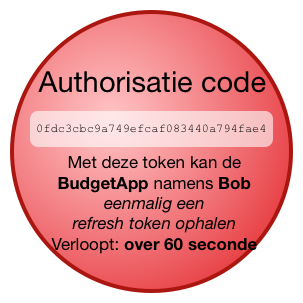 Authorisatie code
0fdc3cbc9a749efcaf083440a794fae4
Met deze token kan de
BudgetApp namens Bob
eenmalig een
refresh token ophalen
Verloopt: over 60 seconde